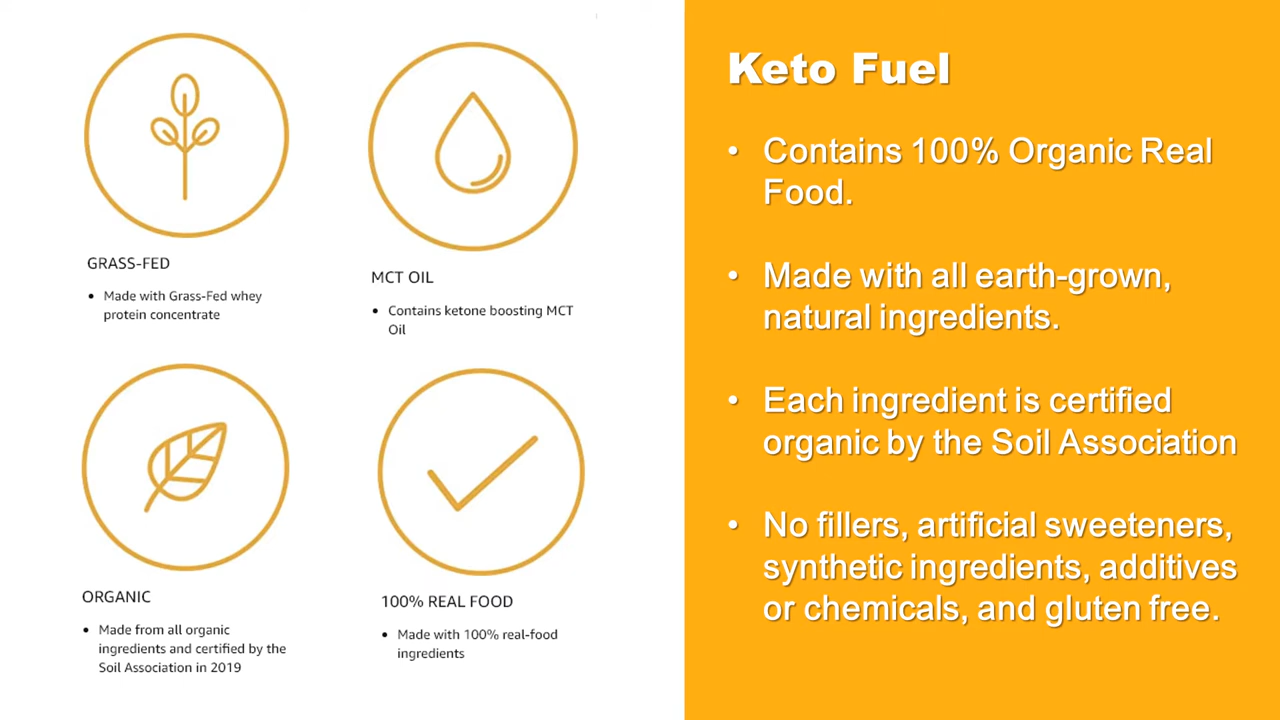 GRASS-FED
• Made with Grass-Fed whey
protein concentrate
MCT OIL
• Contains ketone boosting MCT
Oil
ORGANIC
• Made from all organic
ingredients and certified by the
Soil Association in 2019
100% REAL FOOD
• Made with 100% real-food
ingredients
Keto Fuel
• Contains 100% Organic Real
Food.
• Made with all earth-grown,
natural ingredients.
• Each ingredient is certified
organic by the Soil Association
• No fillers, artificial sweeteners,
synthetic ingredients, additives
or chemicals, and gluten free.